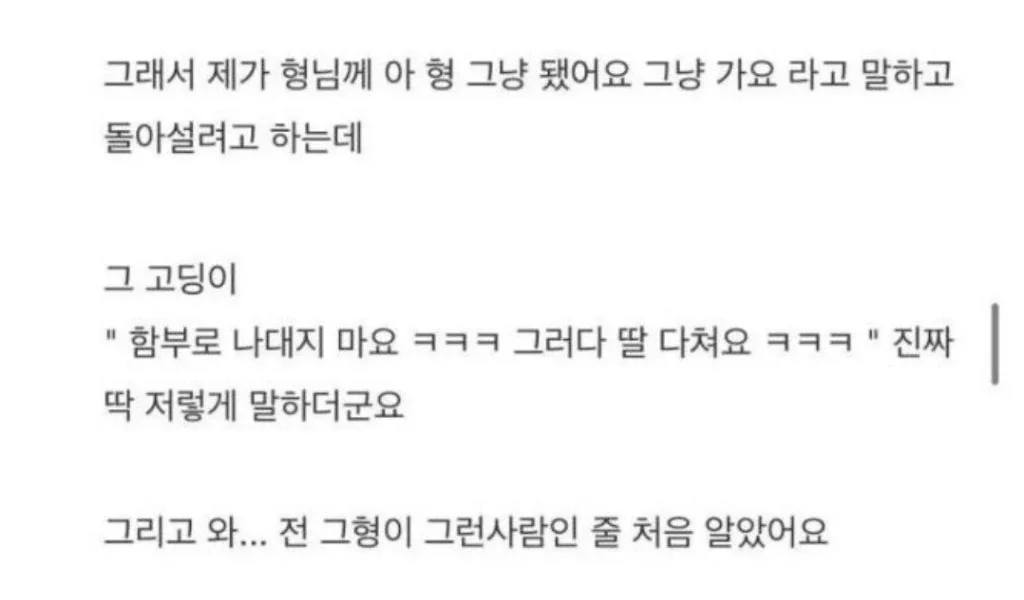 그래서 제가 형님께 아 형 그냥 됐어요 그냥 가요 라고 말하고
돌아설려고 하는데
그 고딩이
" 함부로 나대지 마요 ㅋㅋㅋ 그러다 딸 다쳐요 ㅋㅋㅋ " 진짜
딱 저렇게 말하더군요
그리고 와... 전 그형이 그런사람인 줄 처음 알았어요